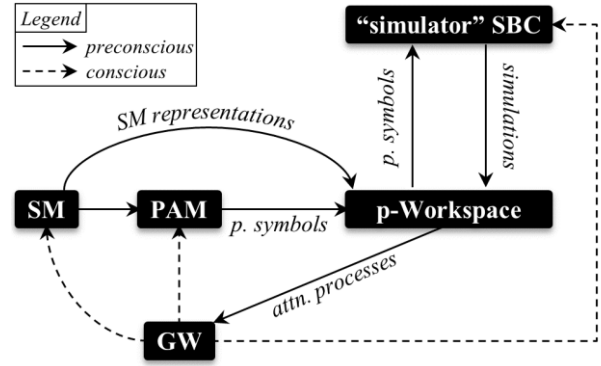 Legend
preconscious
conscious
“simulator” SBC
p. symbols
simulations
SM representations
SM
PAM
p. symbols
p-Workspace
attn. processes
GW